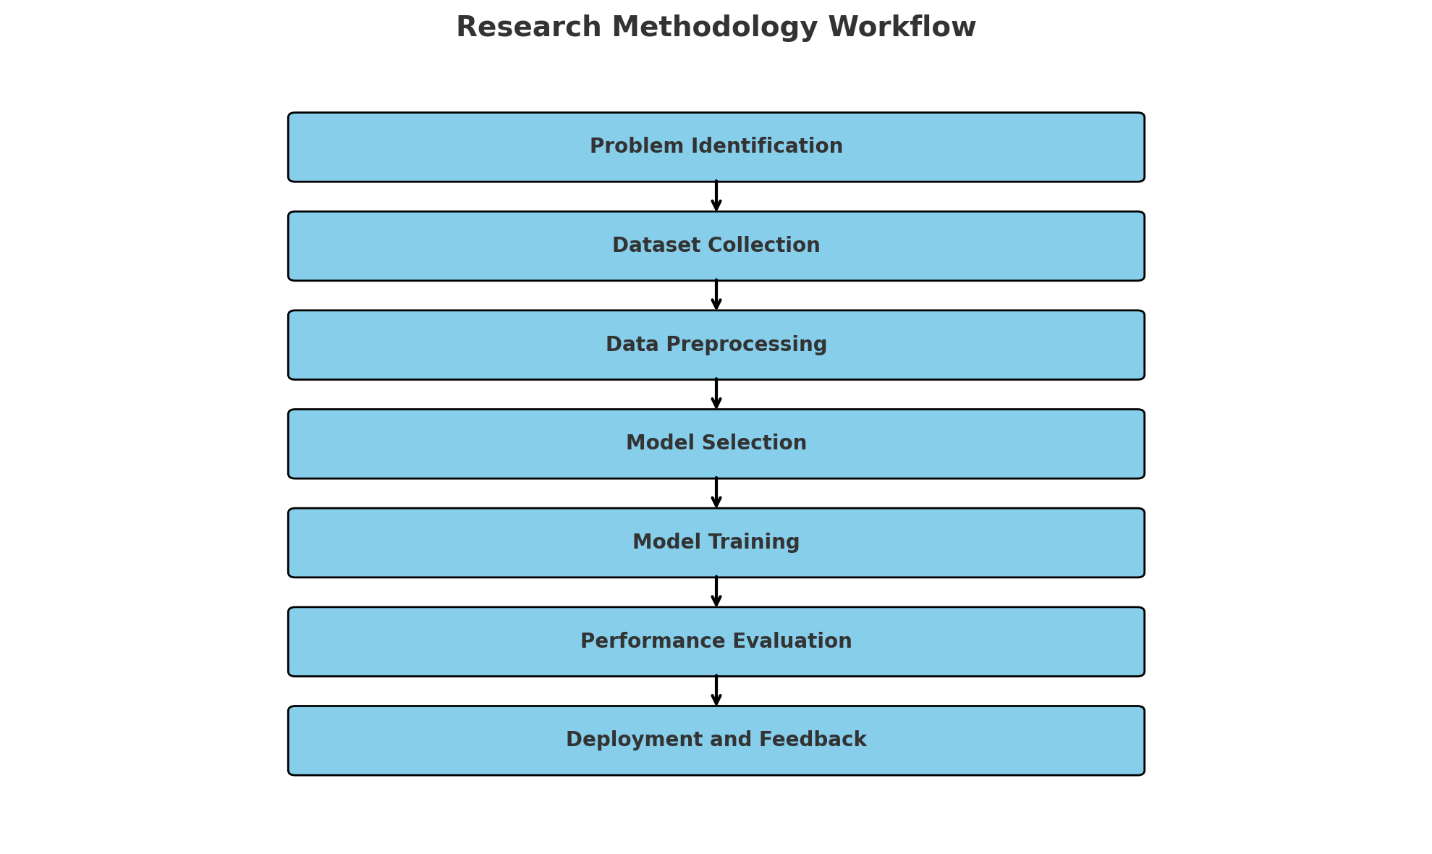 Research Methodology Workflow
Problem Identification
Dataset Collection
Data Preprocessing
Model Selection
Model Training
Performance Evaluation
Deployment and Feedback